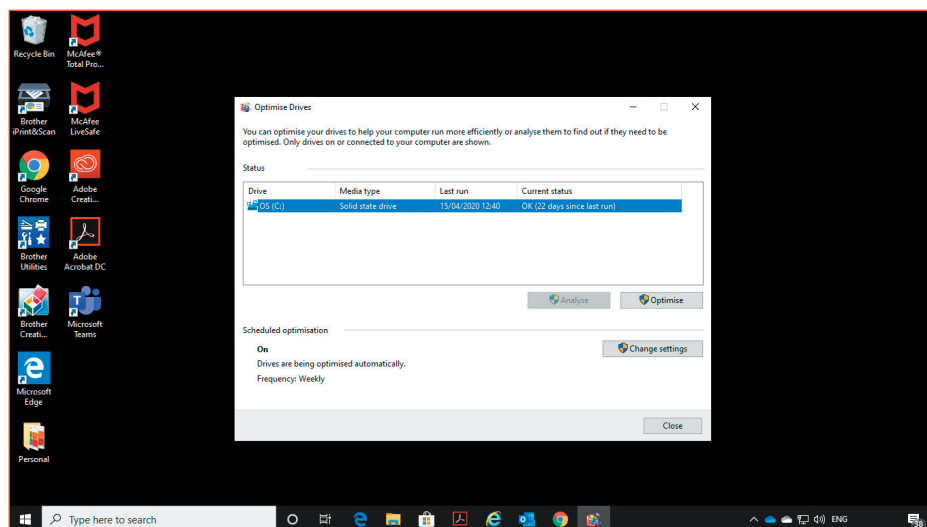 Recycle Bin
McAfee®
Total Pro...
Brother
iPrint&Scan
McAfee
LiveSafe
Google
Chrome
Adobe
Creati...
Brother
Utilities
Adobe
Acrobat DC
Brother
Creati...
Microsoft
Teams
Microsoft
Edge
Personal
Optimise Drives
You can optimise your drives to help your computer run more efficiently or analyse them to find out if they need to be
optimised. Only drives on or connected to your computer are shown.
Status
Drive Media type Last run Current status
OS (C:) Solid state drive 15/04/2020 12:40 OK (22 days since last run)
Analyse Optimise
Scheduled optimisation
On
Change settings
Drives are being optimised automatically.
Frequency: Weekly
Close
Type here to search
ENG
38